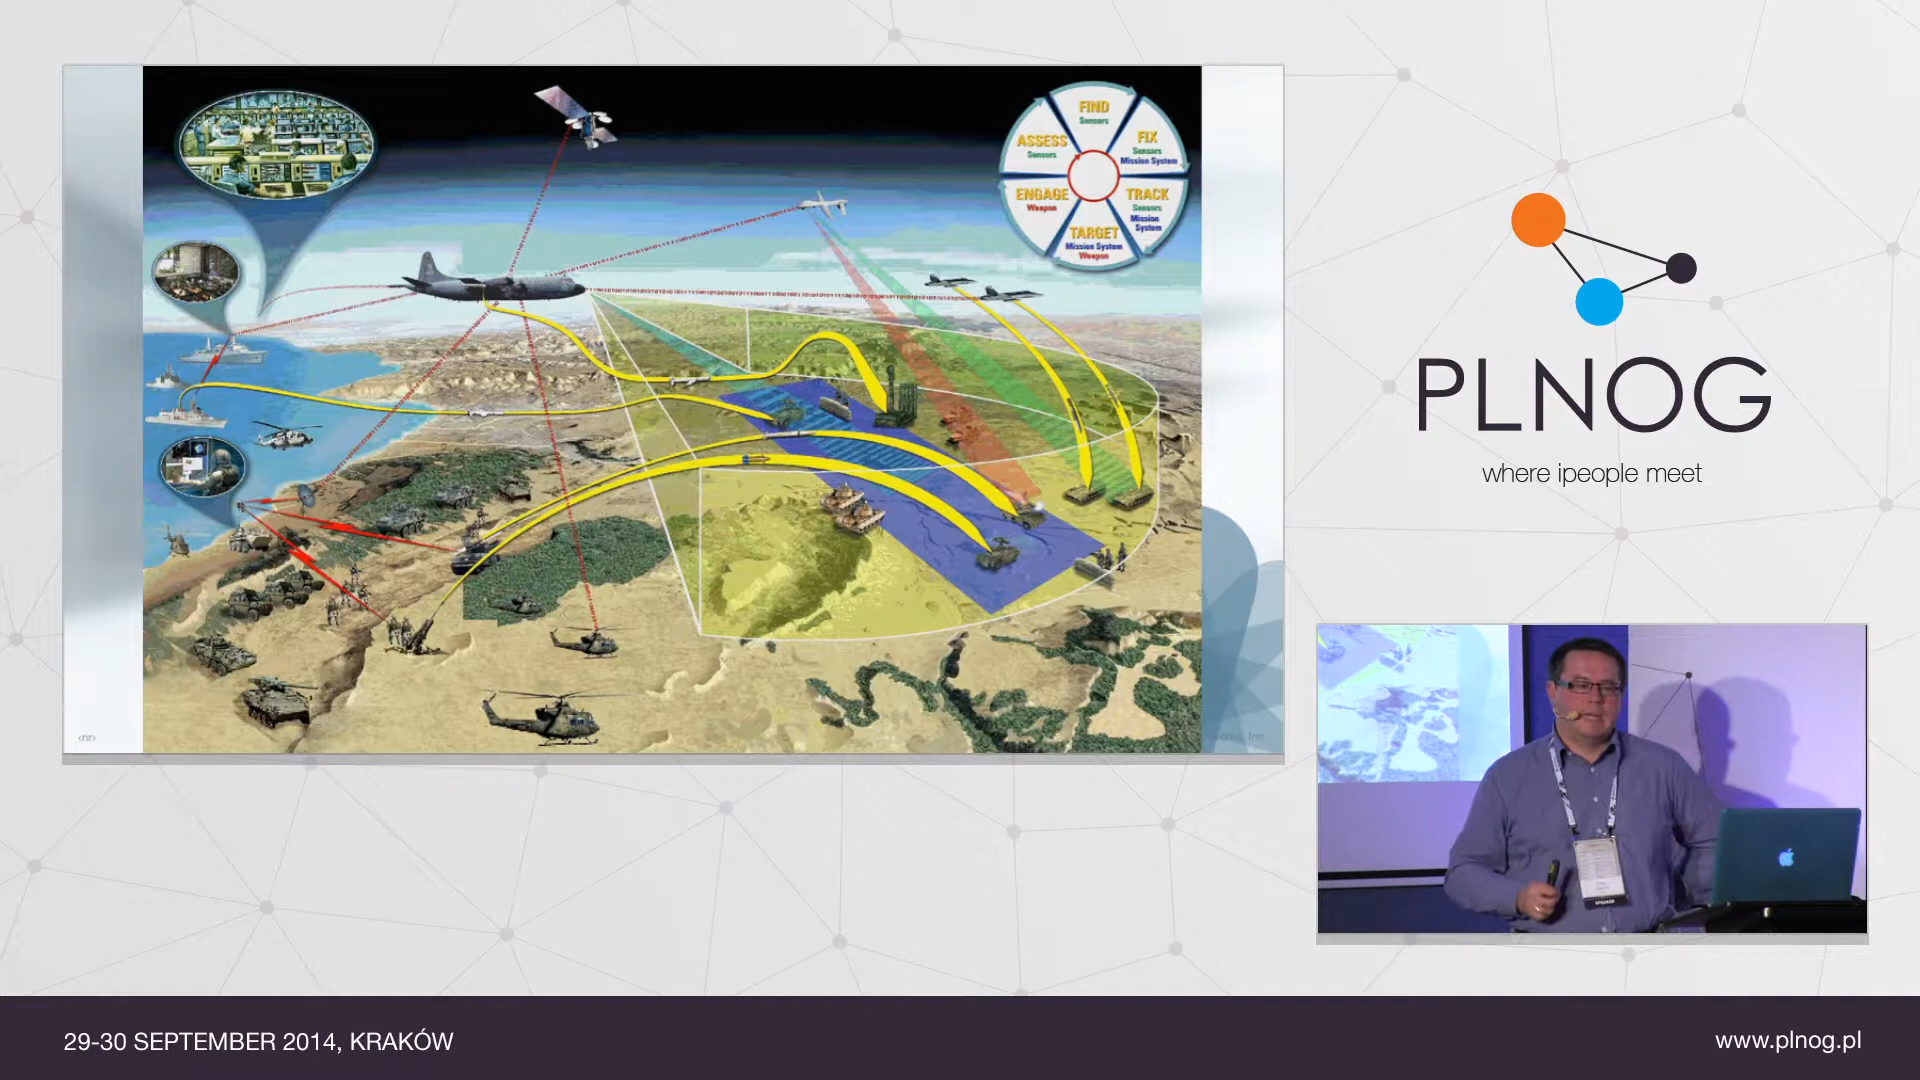 FIND
Sensors
FIX
Sensors
Mission System
TRACK
Sensors
Mission
System
TARGET
Mission System
Weapon
ENGAGE
Weapon
ASSESS
Sensors
PLNOG
where ipeople meet
SPEAKER
29-30 SEPTEMBER 2014, KRAKÓW
www.plnog.pl